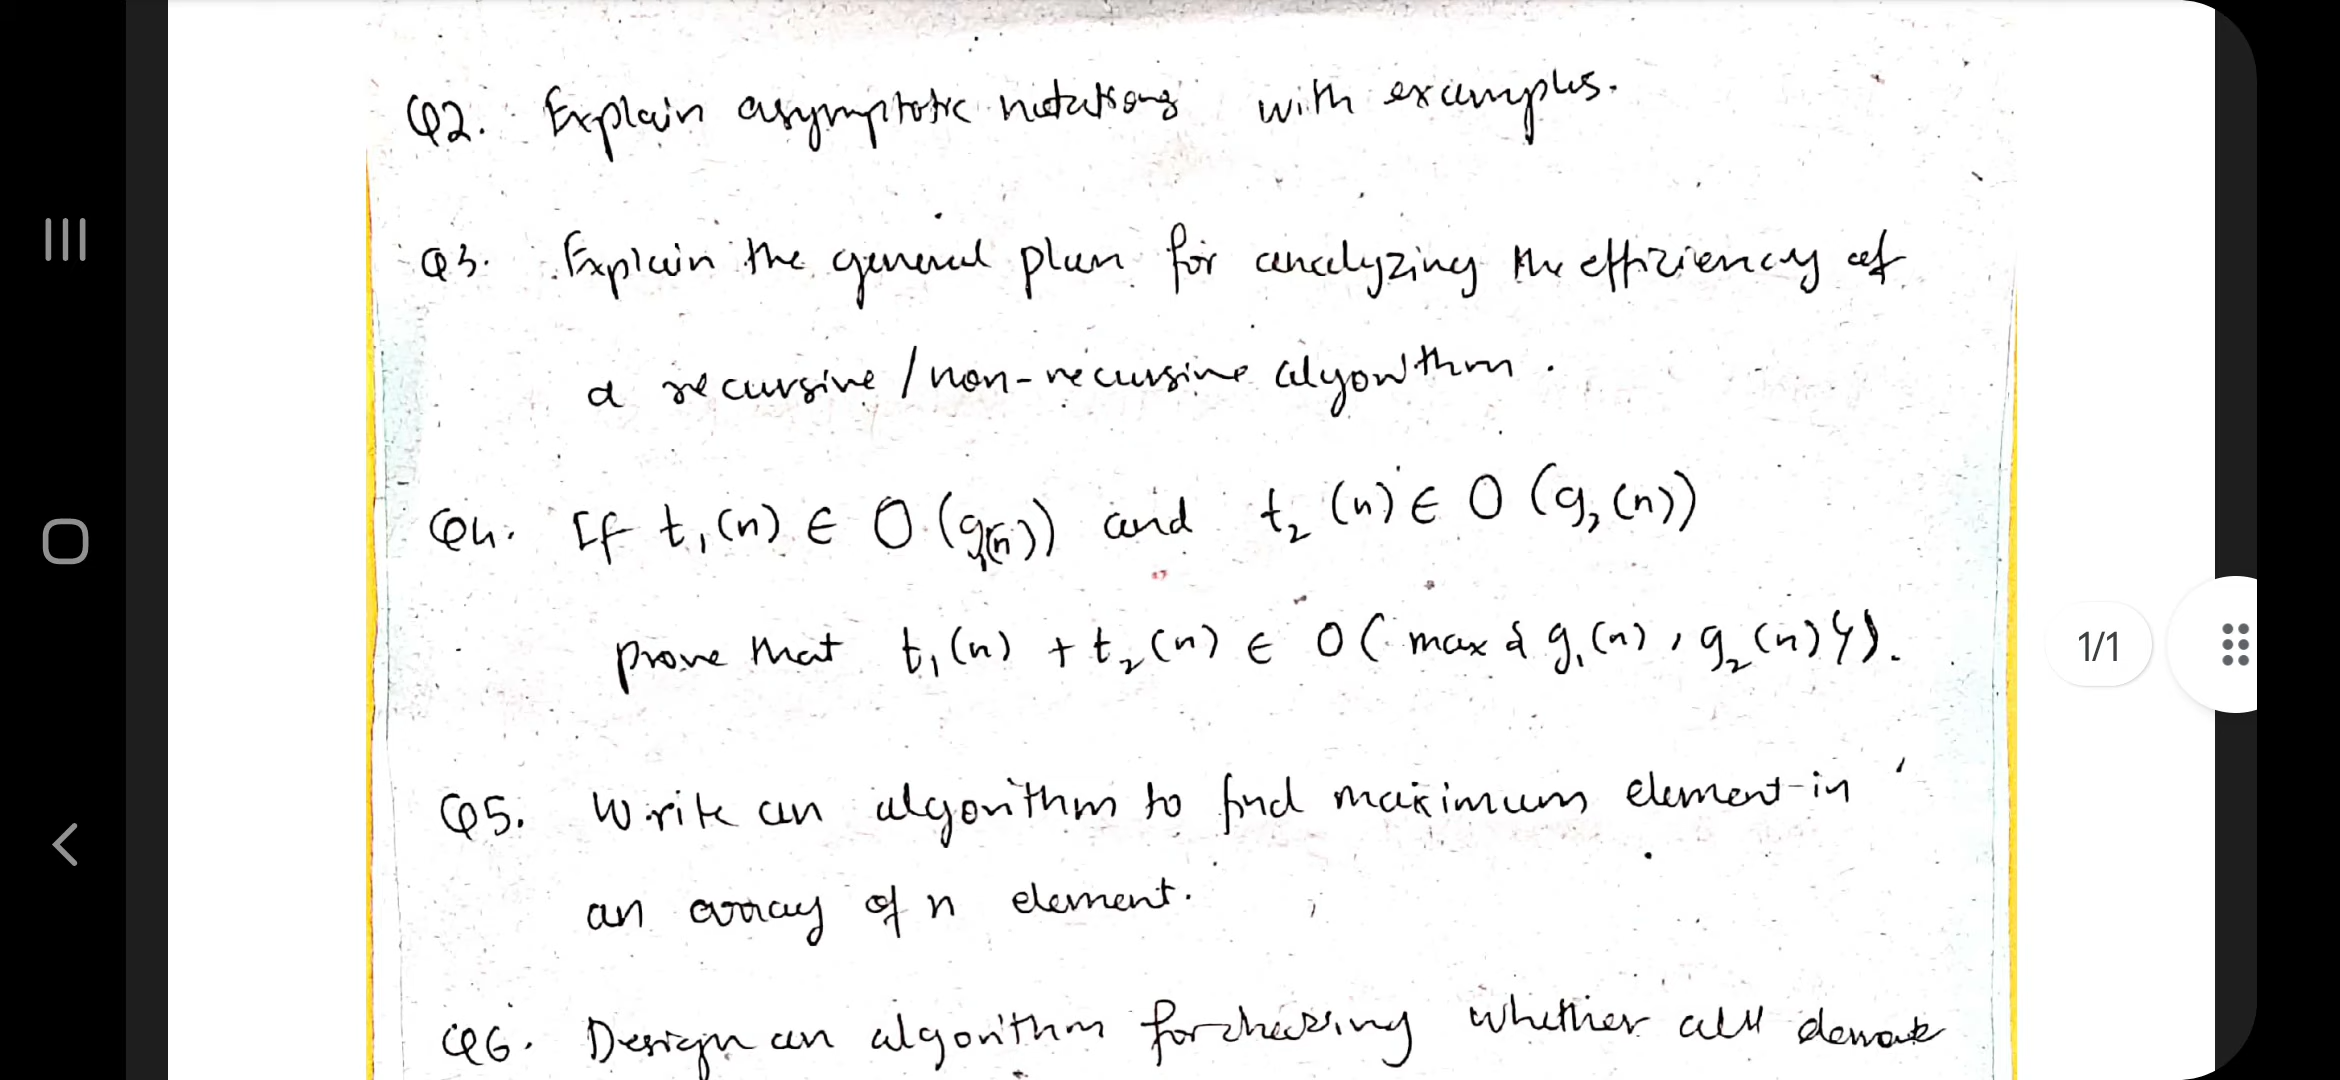 Q2. Explain asymptotic notations with examples.
Q3. Explain the general plan for analyzing the efficiency of
a recursive / non-recursive algorithm.
Q4. If t₁(n) ∈ O(g₁(n)) and t₂(n) ∈ O(g₂(n))
prove that t₁(n) + t₂(n) ∈ O(max{g₁(n), g₂(n)}).
1/1
Q5. Write an algorithm to find maximum element in
an array of n element.
Q6. Design an algorithm for checking whether all